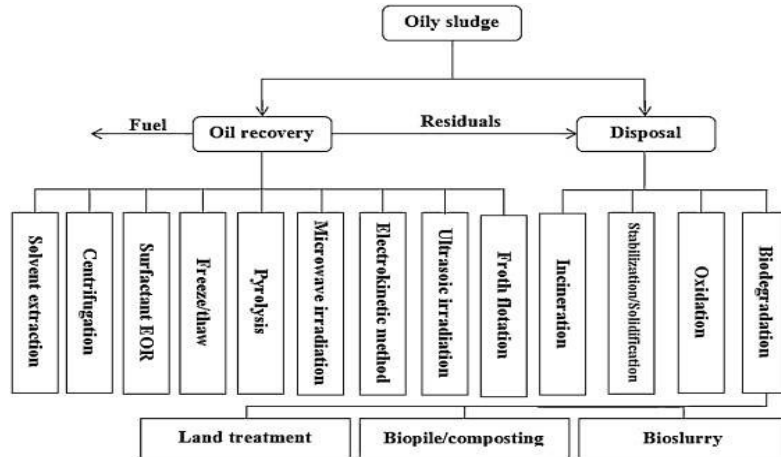 Oily sludge
Fuel
Oil recovery
Residuals
Disposal
Solvent extraction
Centrifugation
Surfactant EOR
Freeze/thaw
Pyrolysis
Microwave irradiation
Electrokinetic method
Ultrasoic irradiation
Froth flotation
Incineration
Stabilization/Solidification
Oxidation
Biodegradation
Land treatment
Biopile/composting
Bioslurry